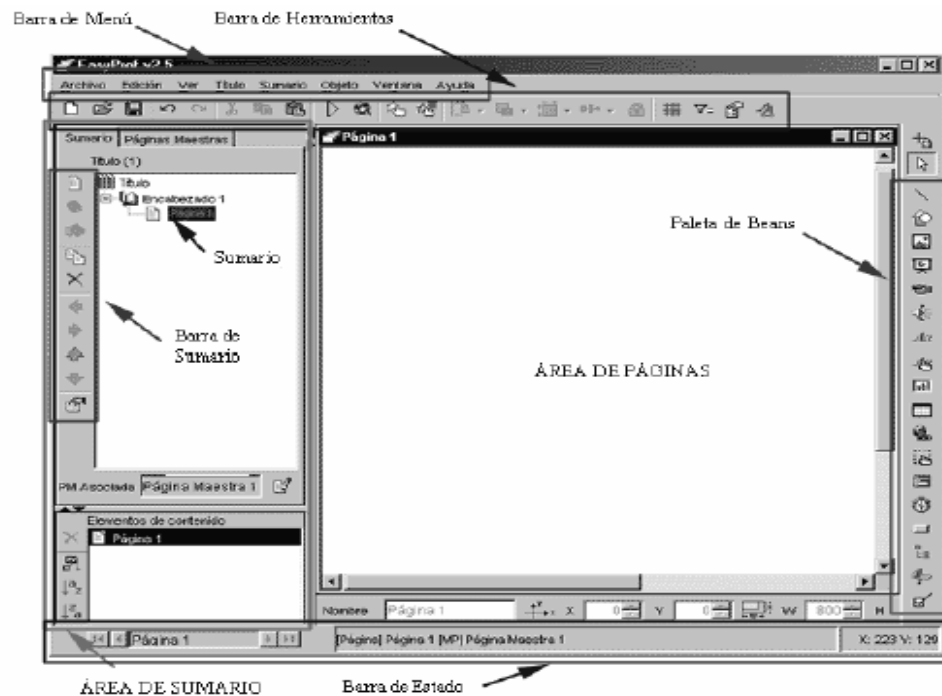 Barra de Menú
Barra de Herramientas
EasyProf v2.5
Archivo Edición Ver Título Sumario Objeto Ventana Ayuda
Sumario Páginas Maestras
Título (1)
Título
Encabezado 1
Página 1
Sumario
Barra de
Sumario
PM Asociada Página Maestra 1
Elementos de contenido
Página 1
Página 1
Página 1
Paleta de Beans
ÁREA DE PÁGINAS
Nombre Página 1 X 0 Y 0 W 800 H
[Página] Página 1 [MP] Página Maestra 1
X: 223 Y: 129
ÁREA DE SUMARIO
Barra de Estado